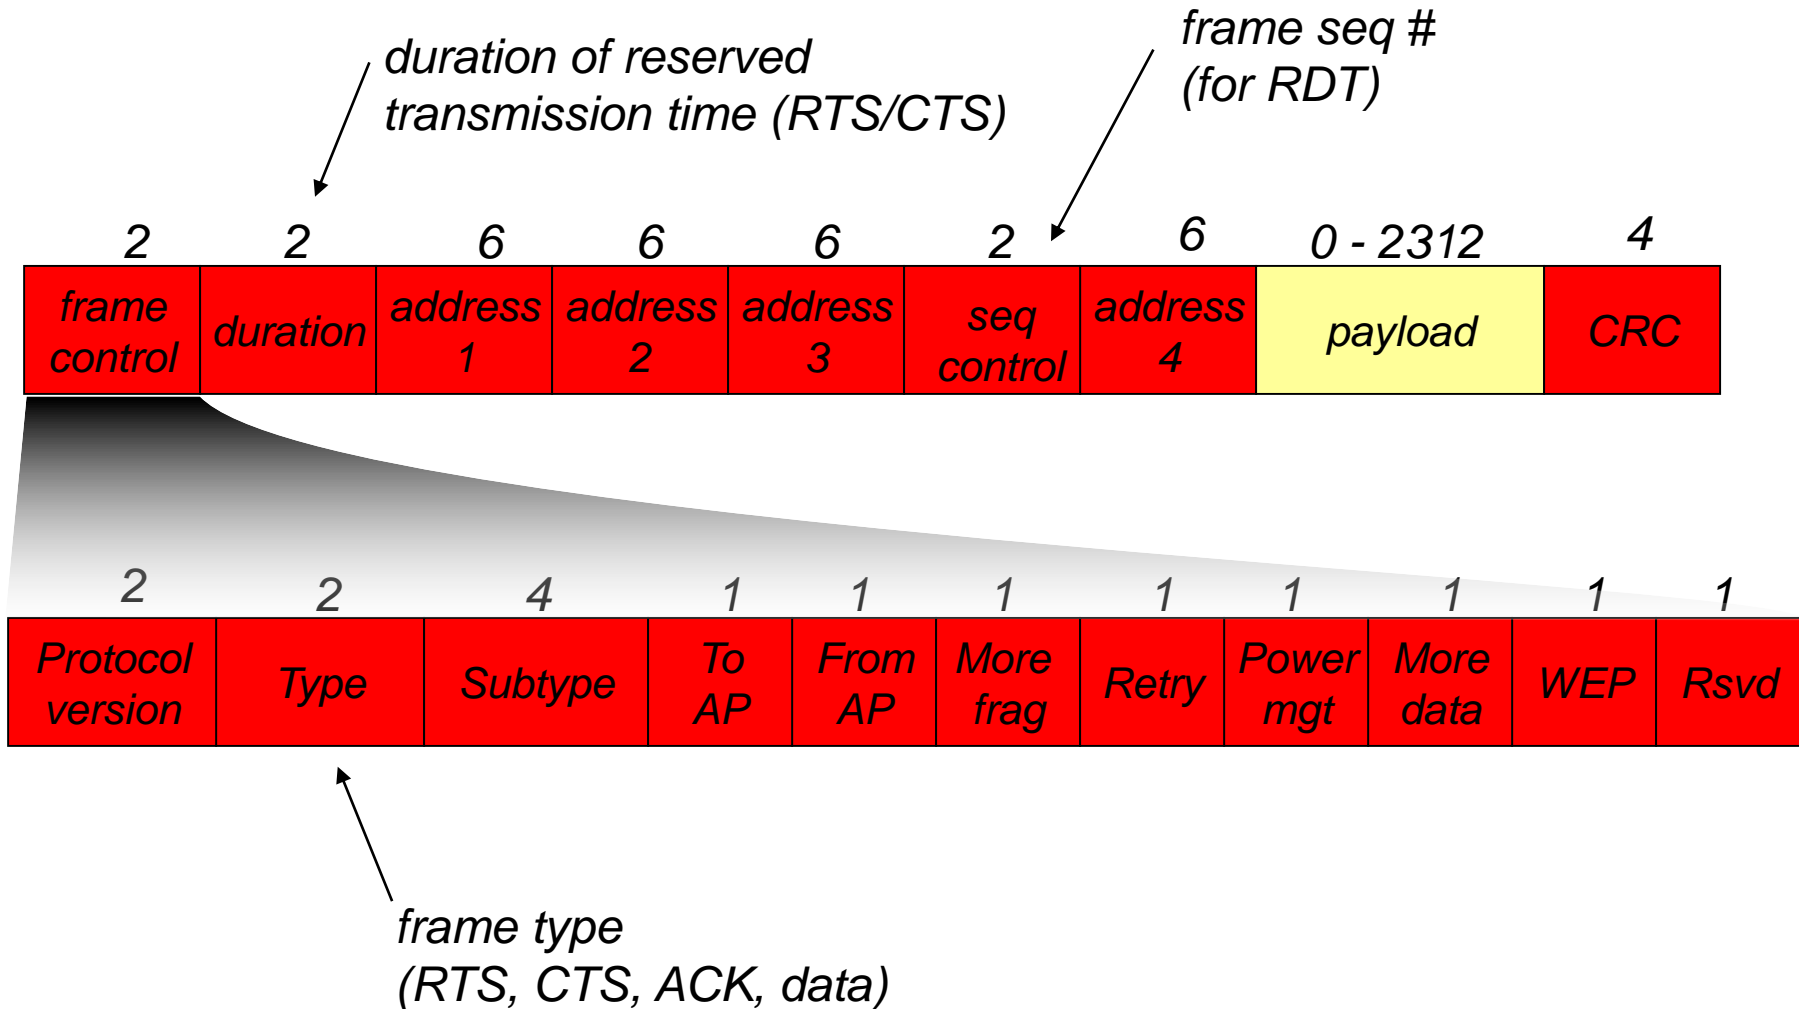 duration of reserved
transmission time (RTS/CTS)
frame seq #
(for RDT)
2 2 6 6 6 2 6 0 - 2312 4
frame control duration address 1 address 2 address 3 seq control address 4 payload CRC
2 2 4 1 1 1 1 1 1 1 1
Protocol version Type Subtype To AP From AP More frag Retry Power mgt More data WEP Rsvd
frame type
(RTS, CTS, ACK, data)